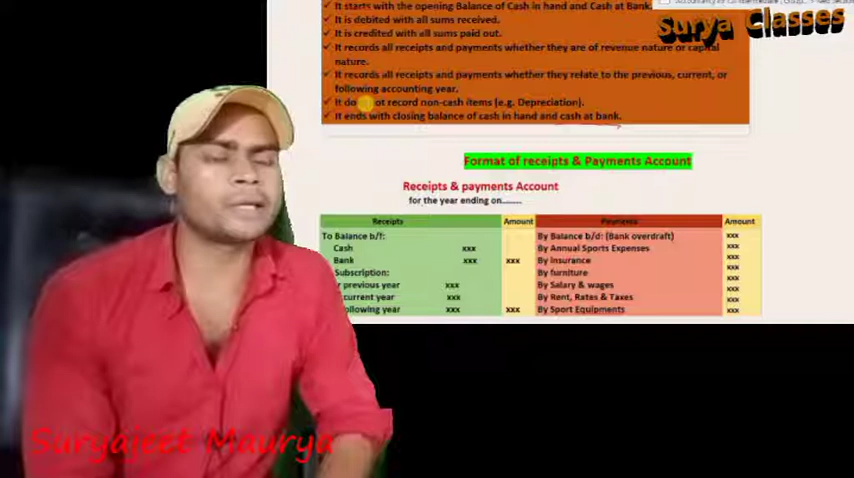 Surya Classes
✓ It starts with the opening Balance of Cash in hand and Cash at Bank.
✓ It is debited with all sums received.
✓ It is credited with all sums paid out.
✓ It records all receipts and payments whether they are of revenue nature or capital
nature.
✓ It records all receipts and payments whether they relate to the previous, current, or
following accounting year.
✓ It do ot record non-cash items (e.g. Depreciation).
✓ It ends with closing balance of cash in hand and cash at bank.
Format of receipts & Payments Account
Receipts & payments Account
for the year ending on........
Receipts Amount Payments Amount
To Balance b/f: By Balance b/d: (Bank overdraft) xxx
Cash xxx By Annual Sports Expenses xxx
Bank xxx xxx By insurance xxx
Subscription: By furniture xxx
r previous year xxx By Salary & wages xxx
current year xxx By Rent, Rates & Taxes xxx
ollowing year xxx xxx By Sport Equipments xxx
Suryajeet Maurya